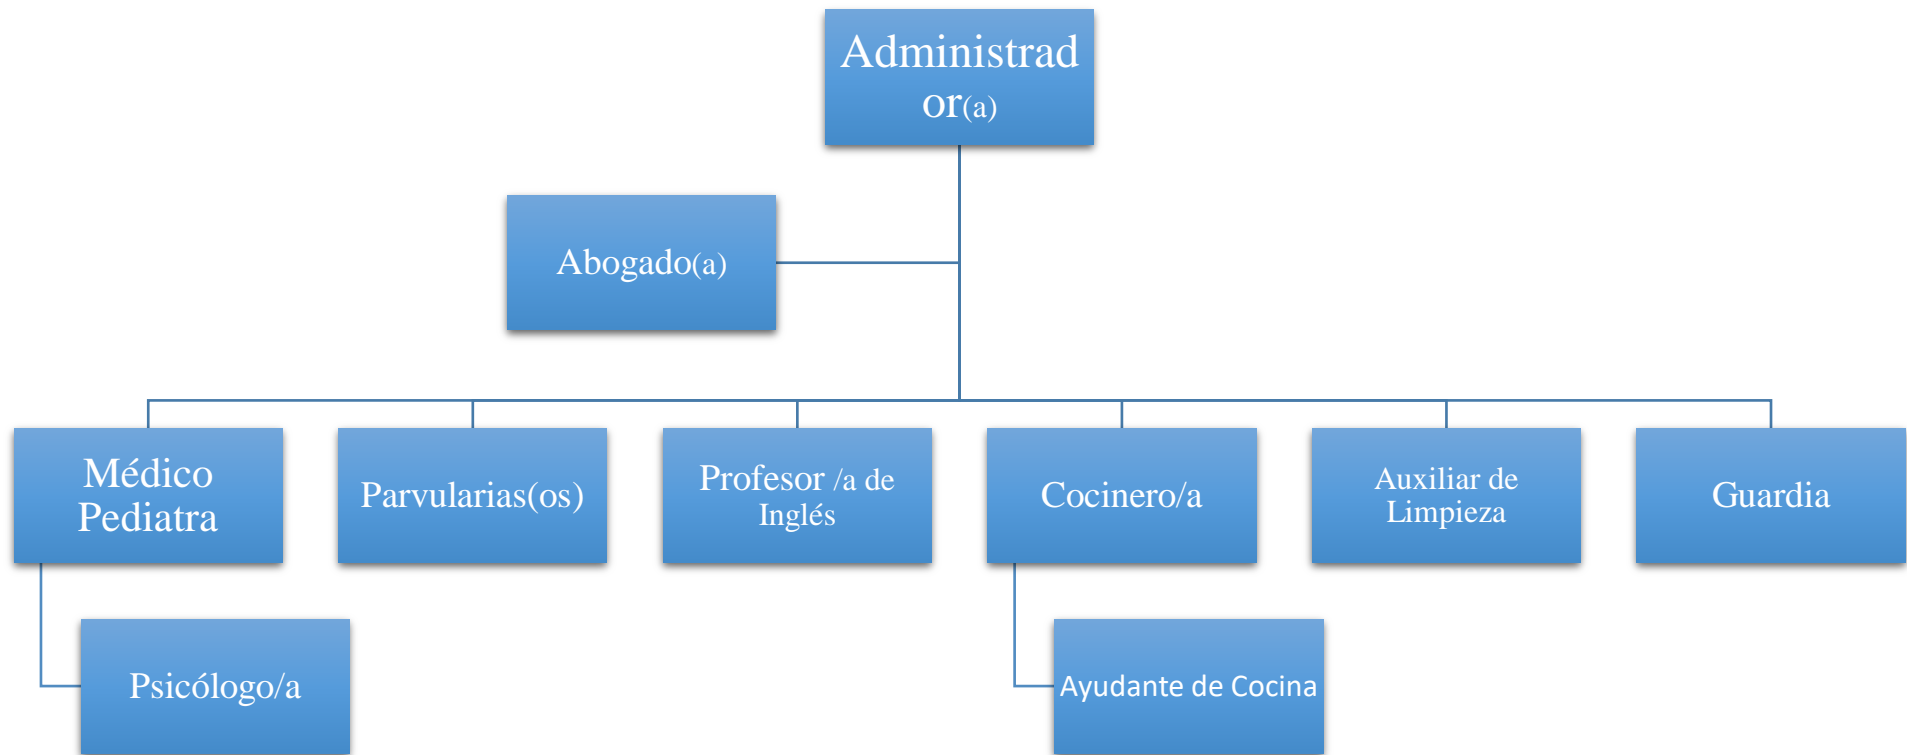 Administrad
or(a)
Abogado(a)
Médico
Pediatra
Parvularias(os)
Profesor /a de
Inglés
Cocinero/a
Auxiliar de
Limpieza
Guardia
Psicólogo/a
Ayudante de Cocina